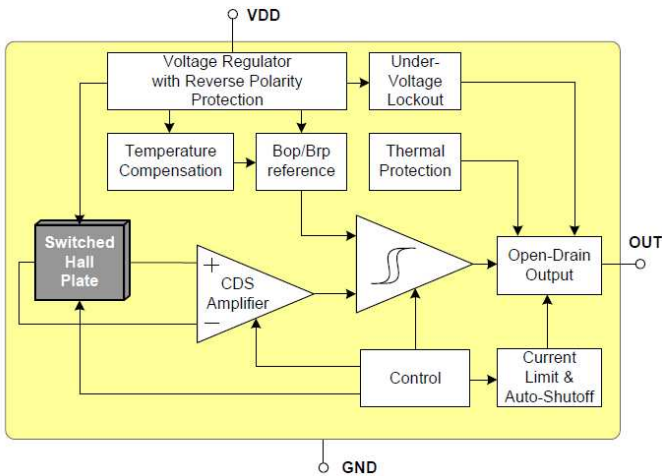 VDD
Voltage Regulator
with Reverse Polarity
Protection
Under-
Voltage
Lockout
Temperature
Compensation
Bop/Brp
reference
Thermal
Protection
Switched
Hall
Plate
+
CDS
Amplifier
−
Open-Drain
Output
OUT
Control
Current
Limit &
Auto-Shutoff
GND